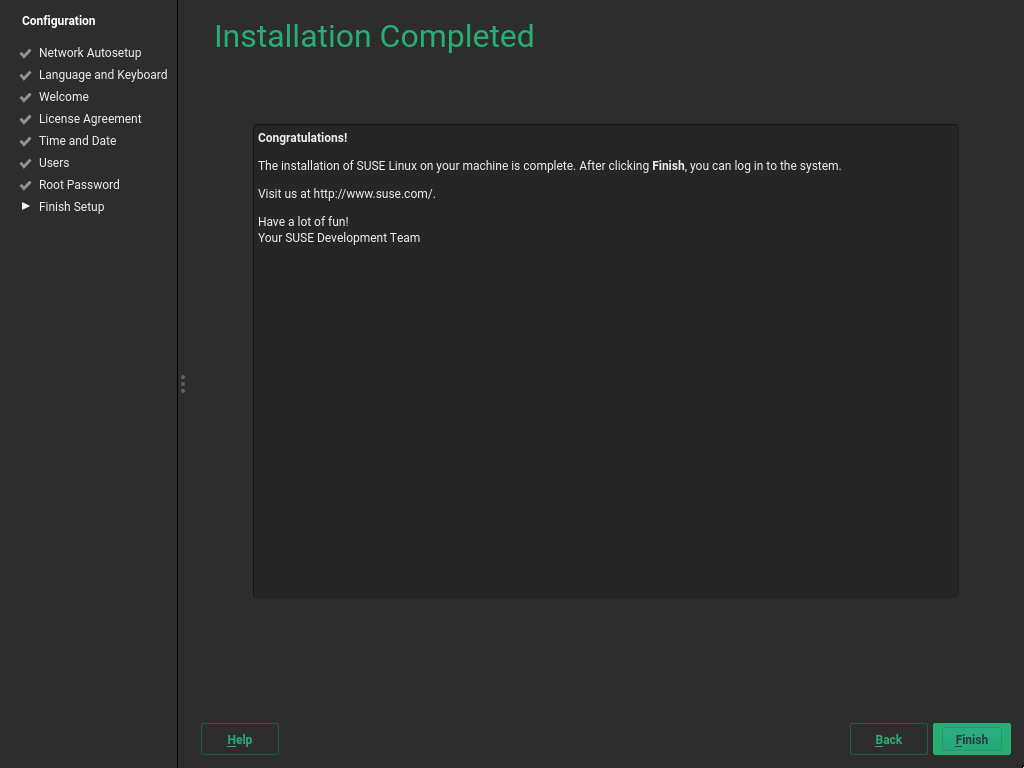 Configuration
Network Autosetup
Language and Keyboard
Welcome
License Agreement
Time and Date
Users
Root Password
Finish Setup
Installation Completed
Congratulations!
The installation of SUSE Linux on your machine is complete. After clicking Finish, you can log in to the system.
Visit us at http://www.suse.com/.
Have a lot of fun!
Your SUSE Development Team
Help
Back
Finish